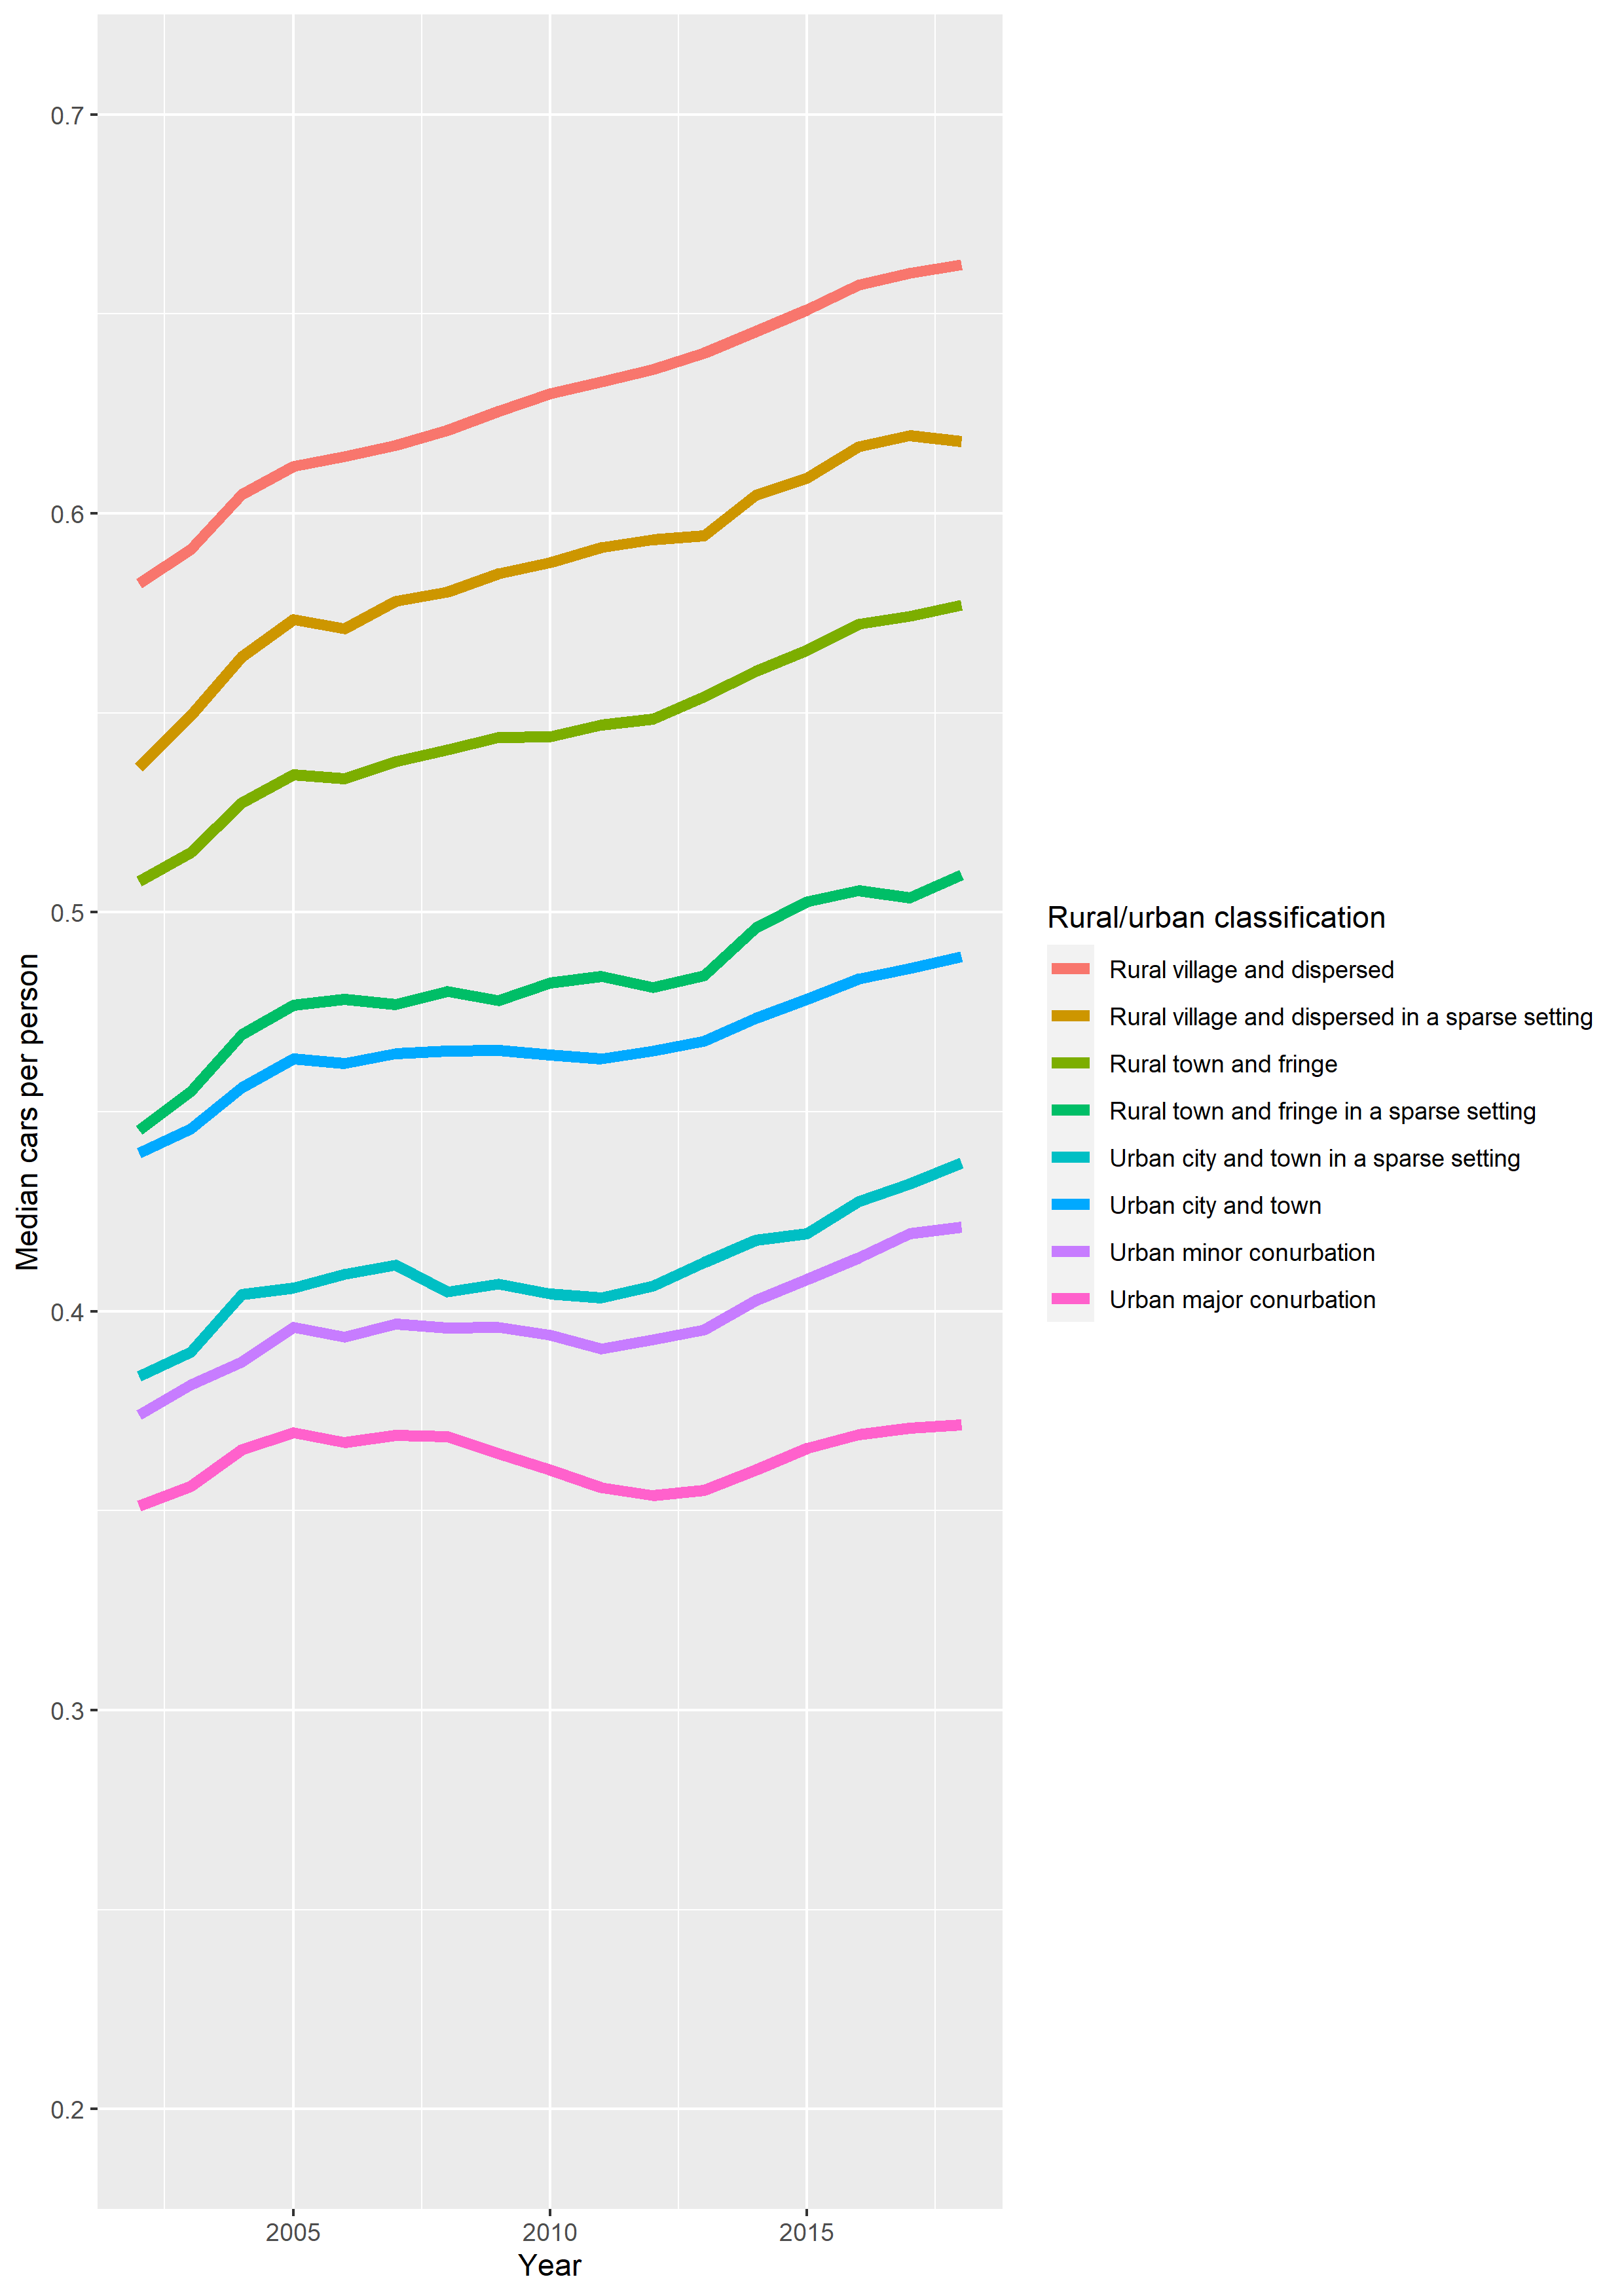 0.7
0.6
0.5
0.4
0.3
0.2
Median cars per person
2005 2010 2015
Year
Rural/urban classification
Rural village and dispersed
Rural village and dispersed in a sparse setting
Rural town and fringe
Rural town and fringe in a sparse setting
Urban city and town in a sparse setting
Urban city and town
Urban minor conurbation
Urban major conurbation